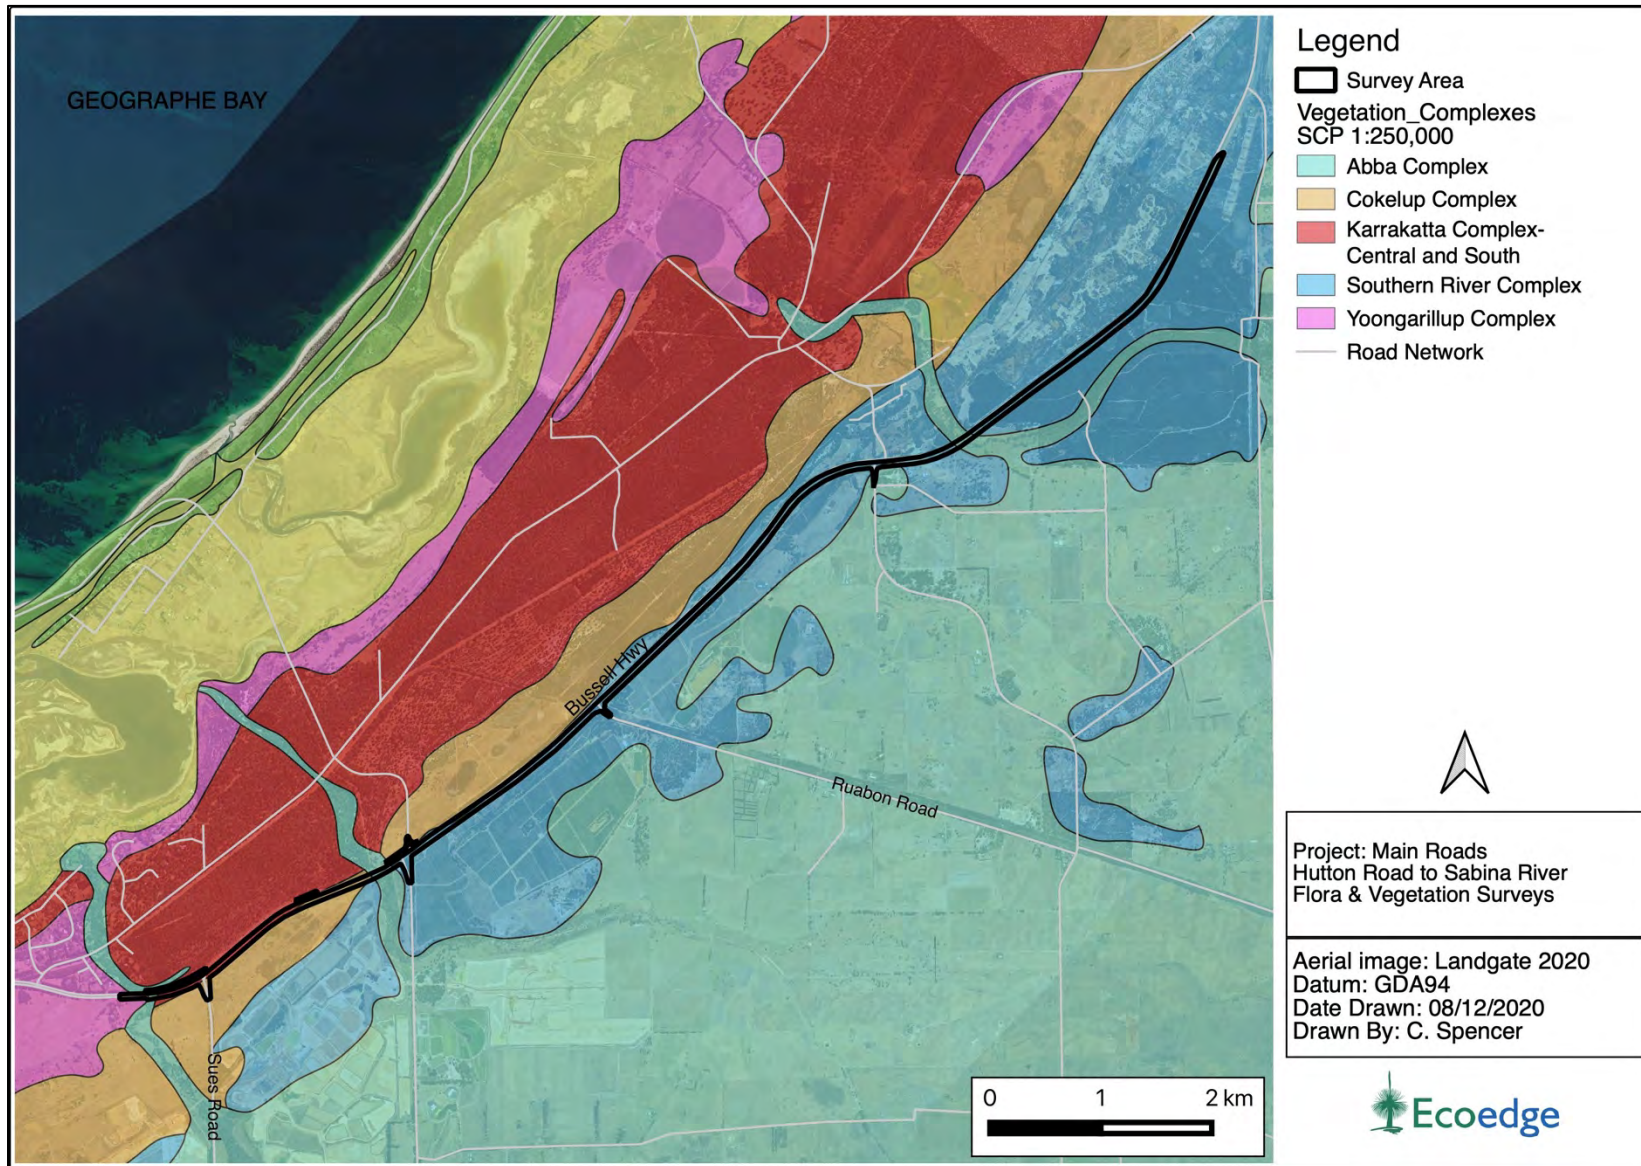 GEOGRAPHE BAY
Bussell Hwy
Ruabon Road
Sues Road
0 1 2 km
Legend
Survey Area
Vegetation_Complexes
SCP 1:250,000
Abba Complex
Cokelup Complex
Karrakatta Complex-
Central and South
Southern River Complex
Yoongarillup Complex
Road Network
Project: Main Roads
Hutton Road to Sabina River
Flora & Vegetation Surveys
Aerial image: Landgate 2020
Datum: GDA94
Date Drawn: 08/12/2020
Drawn By: C. Spencer
Ecoedge